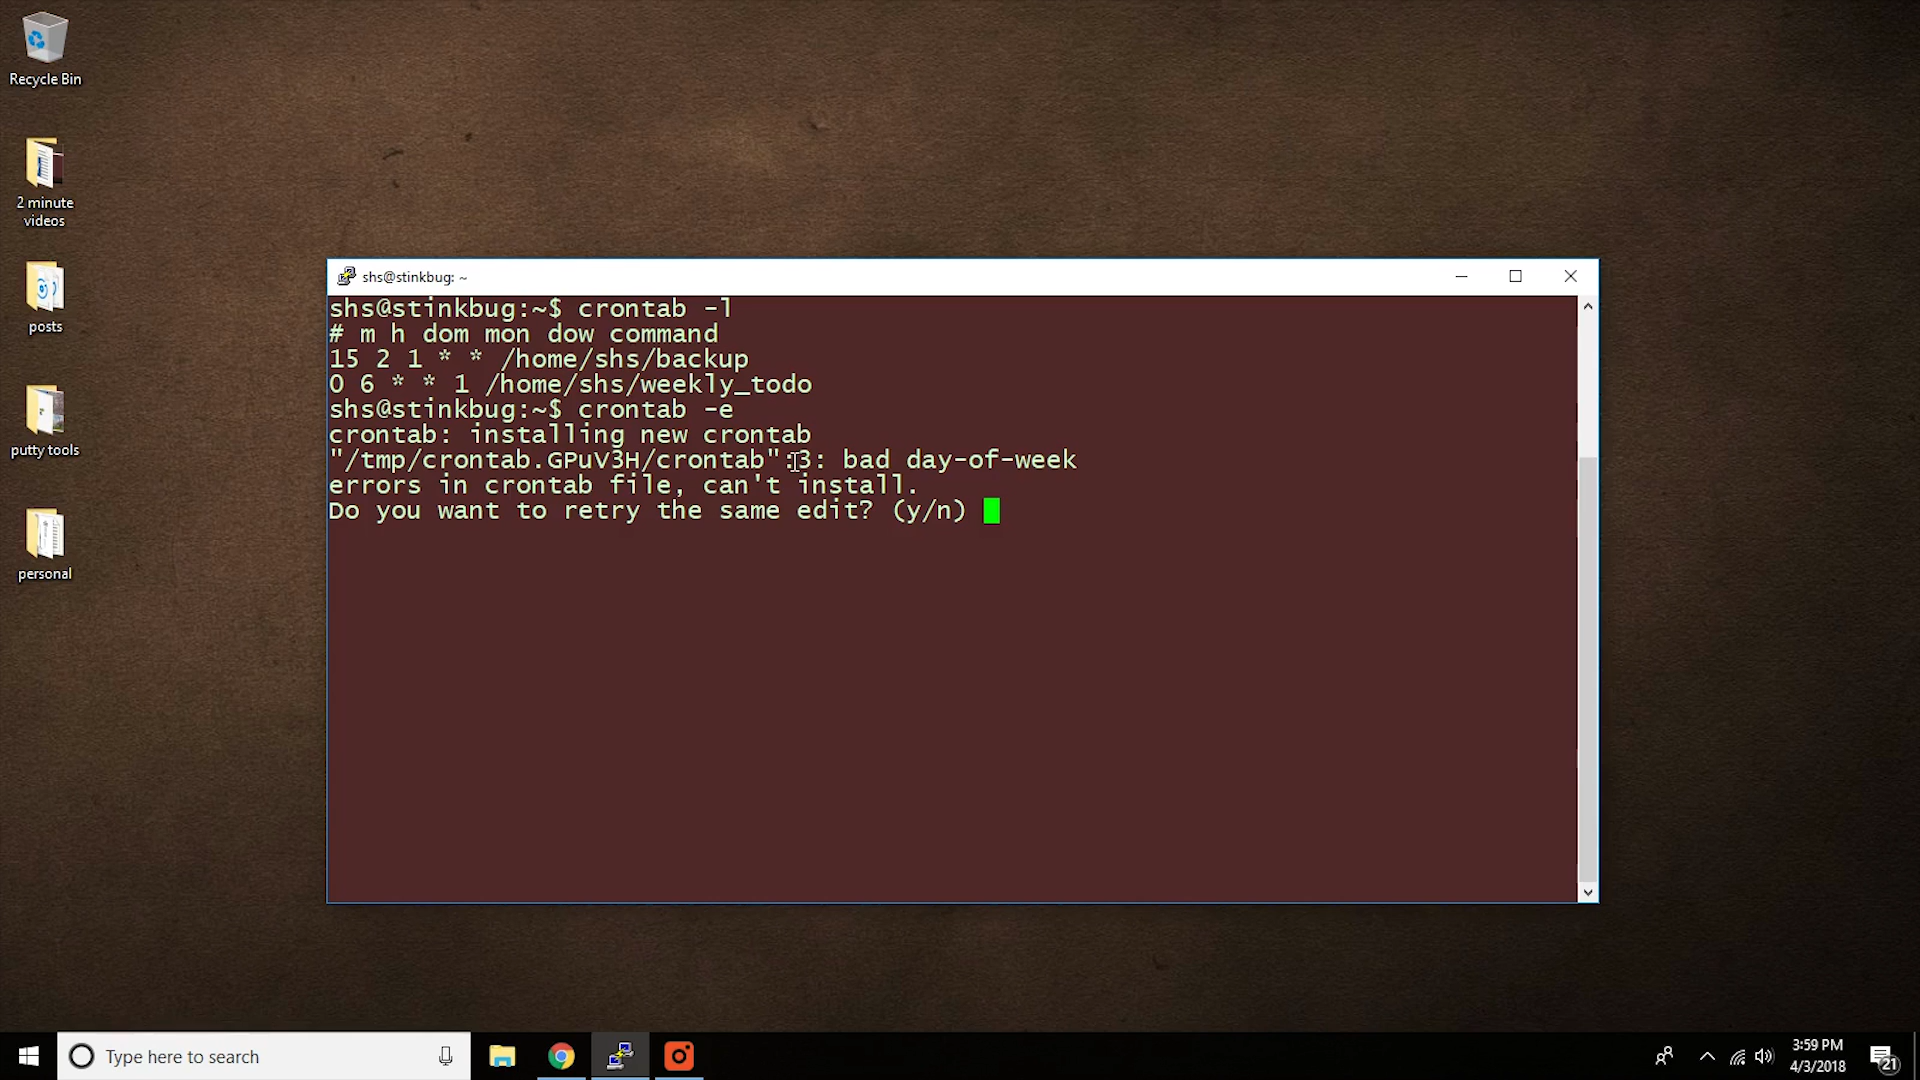 Recycle Bin
2 minute
videos
posts
putty tools
personal
shs@stinkbug: ~
shs@stinkbug:~$ crontab -l
# m h dom mon dow command
15 2 1 * * /home/shs/backup
0 6 * * 1 /home/shs/weekly_todo
shs@stinkbug:~$ crontab -e
crontab: installing new crontab
"/tmp/crontab.GPuV3H/crontab":3: bad day-of-week
errors in crontab file, can't install.
Do you want to retry the same edit? (y/n)
Type here to search
3:59 PM
4/3/2018
21